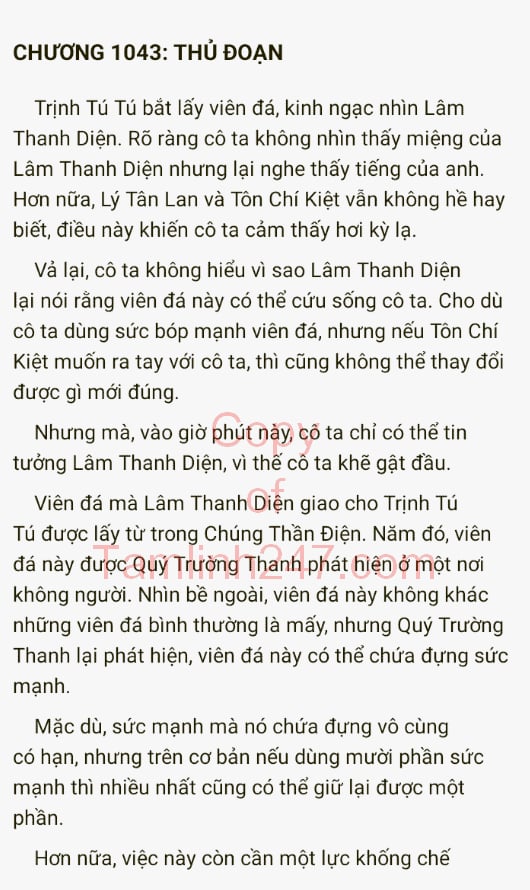 CHƯƠNG 1043: THỦ ĐOẠN
Trịnh Tú Tú bắt lấy viên đá, kinh ngạc nhìn Lâm
Thanh Diện. Rõ ràng cô ta không nhìn thấy miệng của
Lâm Thanh Diện nhưng lại nghe thấy tiếng của anh.
Hơn nữa, Lý Tân Lan và Tôn Chí Kiệt vẫn không hề hay
biết, điều này khiến cô ta cảm thấy hơi kỳ lạ.
Vả lại, cô ta không hiểu vì sao Lâm Thanh Diện
lại nói rằng viên đá này có thể cứu sống cô ta. Cho dù
cô ta dùng sức bóp mạnh viên đá, nhưng nếu Tôn Chí
Kiệt muốn ra tay với cô ta, thì cũng không thể thay đổi
được gì mới đúng.
Nhưng mà, vào giờ phút này, cô ta chỉ có thể tin
tưởng Lâm Thanh Diện, vì thế cô ta khẽ gật đầu.
Viên đá mà Lâm Thanh Diện giao cho Trịnh Tú
Tú được lấy từ trong Chúng Thần Điện. Năm đó, viên
đá này được Quý Trường Thanh phát hiện ở một nơi
không người. Nhìn bề ngoài, viên đá này không khác
những viên đá bình thường là mấy, nhưng Quý Trường
Thanh lại phát hiện, viên đá này có thể chứa đựng sức
mạnh.
Mặc dù, sức mạnh mà nó chứa đựng vô cùng
có hạn, nhưng trên cơ bản nếu dùng mười phần sức
mạnh thì nhiều nhất cũng có thể giữ lại được một
phần.
Hơn nữa, việc này còn cần một lực khống chế
Copy
of
Tamlinh247.com